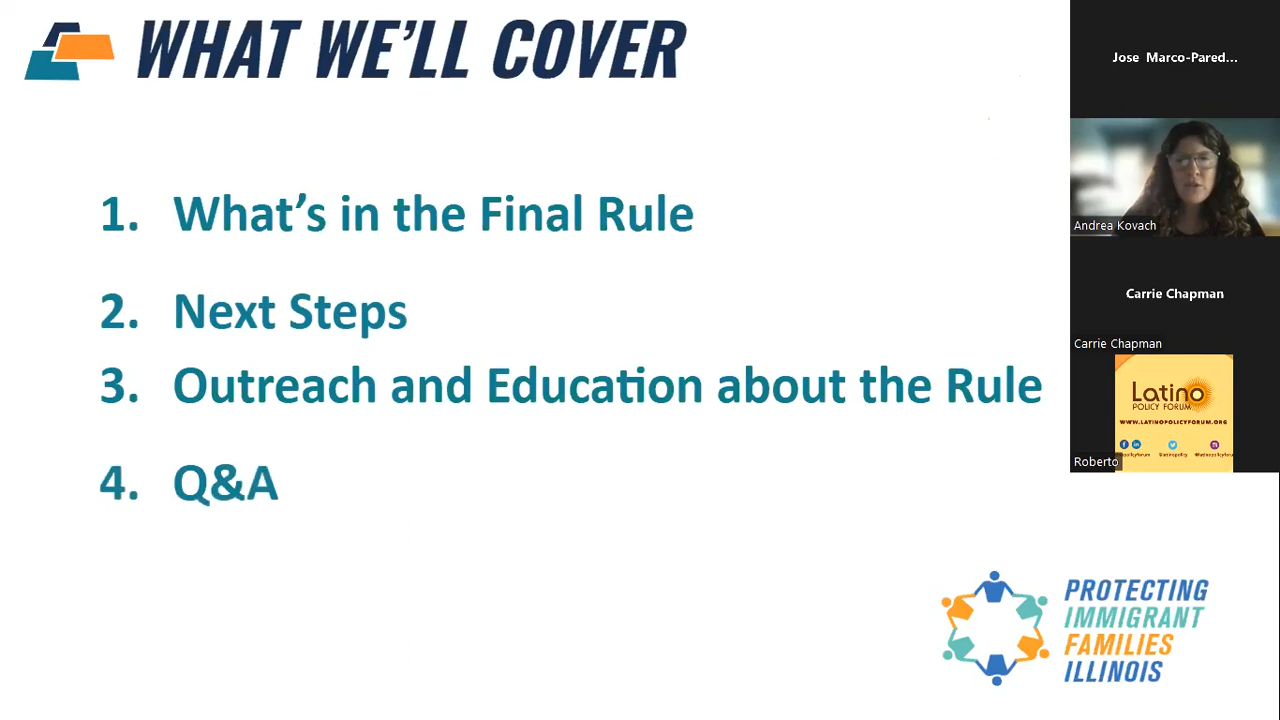 WHAT WE'LL COVER
1. What's in the Final Rule
2. Next Steps
3. Outreach and Education about the Rule
4. Q&A
Jose Marco-Pared...
Andrea Kovach
Carrie Chapman
Carrie Chapman
Latino
POLICY FORUM
WWW.LATINOPOLICYFORUM.ORG
Roberto
PROTECTING
IMMIGRANT
FAMILIES
ILLINOIS